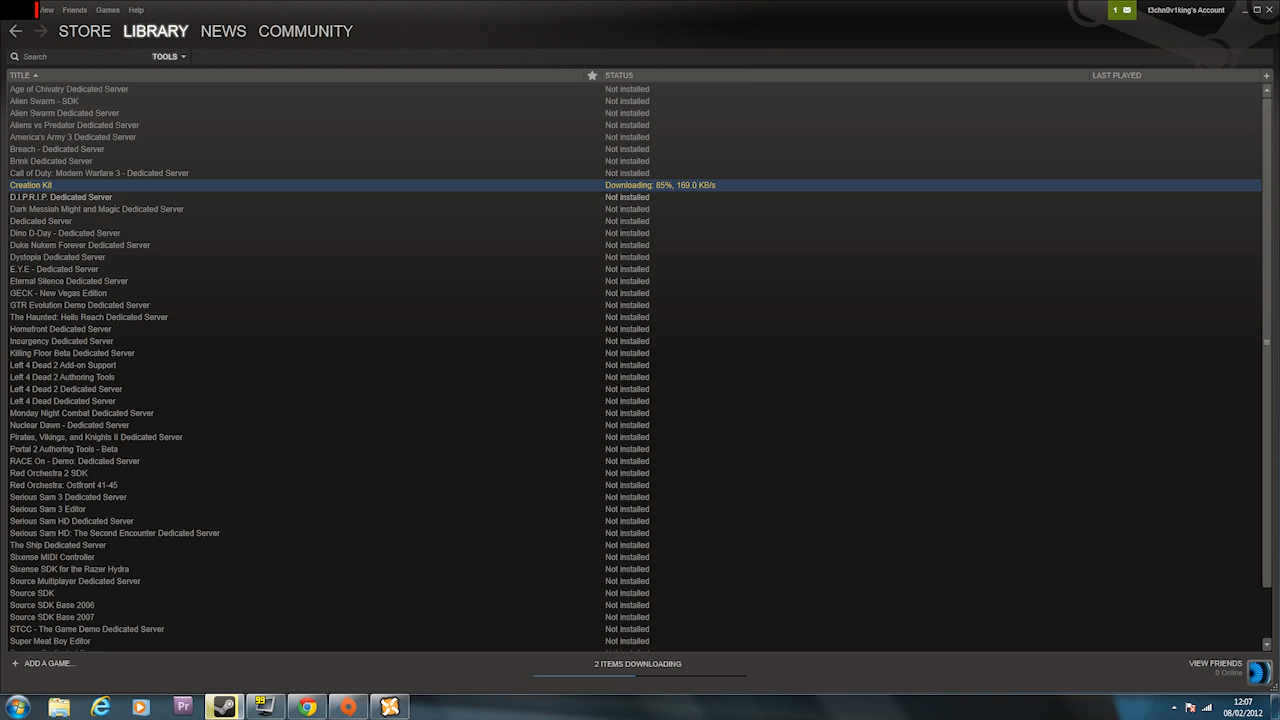 View Friends Games Help
1 t3chn0v1king's Account
STORE LIBRARY NEWS COMMUNITY
Search TOOLS
TITLE STATUS LAST PLAYED
Age of Chivalry Dedicated Server Not installed
Alien Swarm - SDK Not installed
Alien Swarm Dedicated Server Not installed
Aliens vs Predator Dedicated Server Not installed
America's Army 3 Dedicated Server Not installed
Breach - Dedicated Server Not installed
Brink Dedicated Server Not installed
Call of Duty: Modern Warfare 3 - Dedicated Server Not installed
Creation Kit Downloading: 85%, 169.0 KB/s
D.I.P.R.I.P. Dedicated Server Not installed
Dark Messiah Might and Magic Dedicated Server Not installed
Dedicated Server Not installed
Dino D-Day - Dedicated Server Not installed
Duke Nukem Forever Dedicated Server Not installed
Dystopia Dedicated Server Not installed
E.Y.E - Dedicated Server Not installed
Eternal Silence Dedicated Server Not installed
GECK - New Vegas Edition Not installed
GTR Evolution Demo Dedicated Server Not installed
The Haunted: Hells Reach Dedicated Server Not installed
Homefront Dedicated Server Not installed
Insurgency Dedicated Server Not installed
Killing Floor Beta Dedicated Server Not installed
Left 4 Dead 2 Add-on Support Not installed
Left 4 Dead 2 Authoring Tools Not installed
Left 4 Dead 2 Dedicated Server Not installed
Left 4 Dead Dedicated Server Not installed
Monday Night Combat Dedicated Server Not installed
Nuclear Dawn - Dedicated Server Not installed
Pirates, Vikings, and Knights II Dedicated Server Not installed
Portal 2 Authoring Tools - Beta Not installed
RACE On - Demo: Dedicated Server Not installed
Red Orchestra 2 SDK Not installed
Red Orchestra: Ostfront 41-45 Not installed
Serious Sam 3 Dedicated Server Not installed
Serious Sam 3 Editor Not installed
Serious Sam HD Dedicated Server Not installed
Serious Sam HD: The Second Encounter Dedicated Server Not installed
The Ship Dedicated Server Not installed
Sixense MIDI Controller Not installed
Sixense SDK for the Razer Hydra Not installed
Source Multiplayer Dedicated Server Not installed
Source SDK Not installed
Source SDK Base 2006 Not installed
Source SDK Base 2007 Not installed
STCC - The Game Demo Dedicated Server Not installed
Super Meat Boy Editor Not installed
+ ADD A GAME... 2 ITEMS DOWNLOADING VIEW FRIENDS
0 Online
Pr 99 12:07
08/02/2012